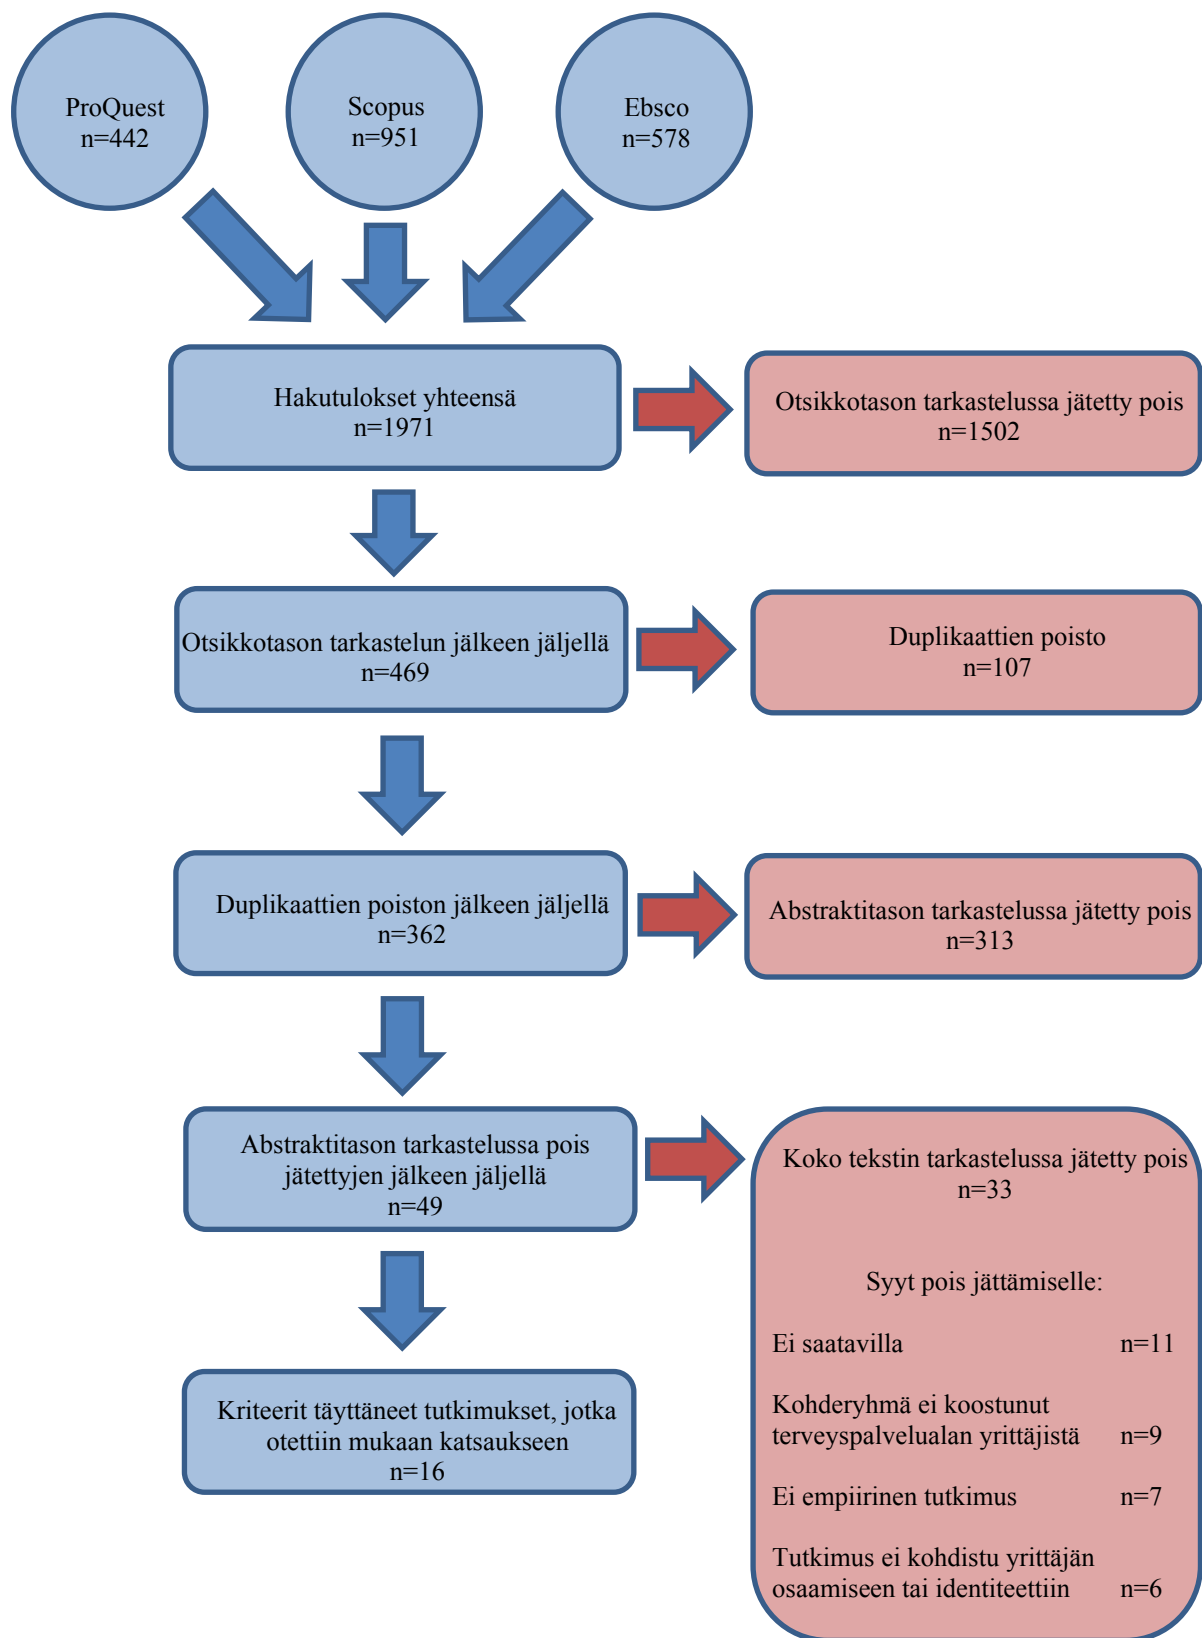 ProQuest
n=442
Scopus
n=951
Ebsco
n=578
Hakutulokset yhteensä
n=1971
Otsikkotason tarkastelussa jätetty pois
n=1502
Otsikkotason tarkastelun jälkeen jäljellä
n=469
Duplikaattien poisto
n=107
Duplikaattien poiston jälkeen jäljellä
n=362
Abstraktitason tarkastelussa jätetty pois
n=313
Abstraktitason tarkastelussa pois
jätettyjen jälkeen jäljellä
n=49
Koko tekstin tarkastelussa jätetty pois
n=33
Syyt pois jättämiselle:
Ei saatavilla n=11
Kohderyhmä ei koostunut
terveyspalvelualan yrittäjistä n=9
Ei empiirinen tutkimus n=7
Tutkimus ei kohdistu yrittäjän
osaamiseen tai identiteettiin n=6
Kriteerit täyttäneet tutkimukset, jotka
otettiin mukaan katsaukseen
n=16